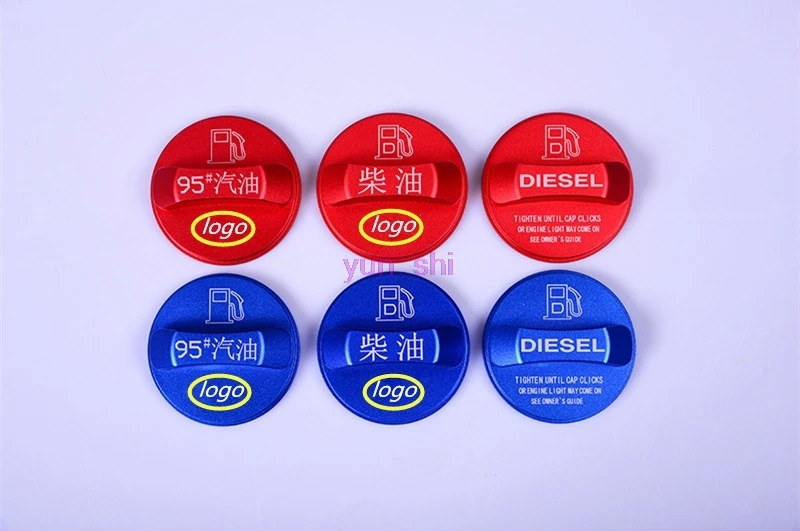 95#汽油
logo
柴油
logo
DIESEL
TIGHTEN UNTIL CAP CLICKS
OR ENGINE LIGHT MAY COME ON
SEE OWNER'S GUIDE
yun shi
95#汽油
logo
柴油
logo
DIESEL
TIGHTEN UNTIL CAP CLICKS
OR ENGINE LIGHT MAY COME ON
SEE OWNER'S GUIDE